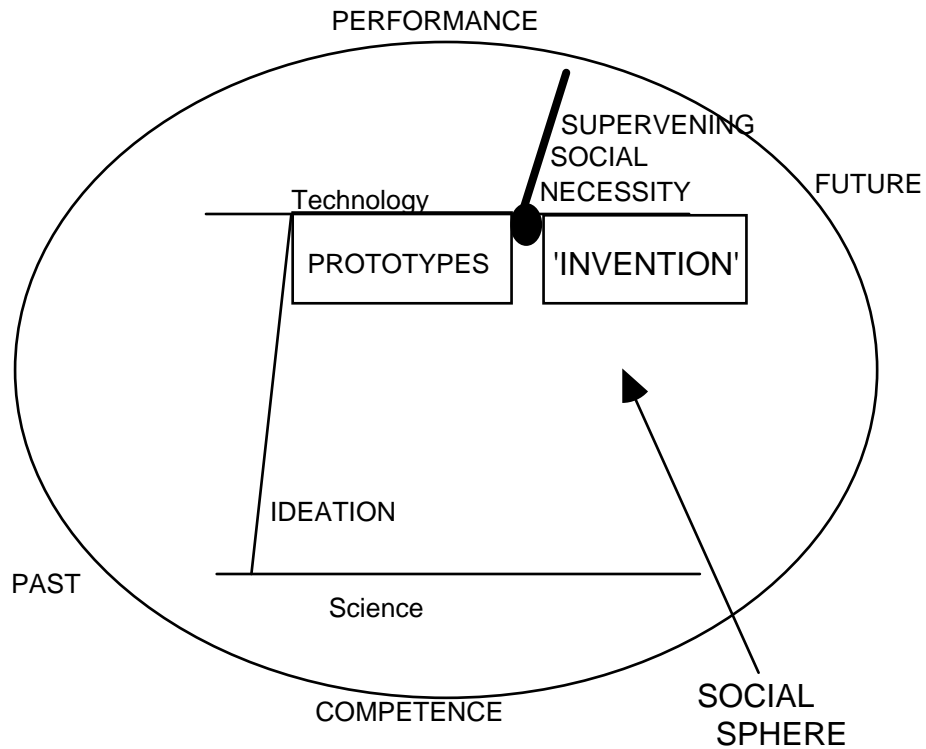 PERFORMANCE
SUPERVENING
SOCIAL
NECESSITY
FUTURE
Technology
PROTOTYPES
'INVENTION'
IDEATION
PAST
Science
COMPETENCE
SOCIAL
SPHERE